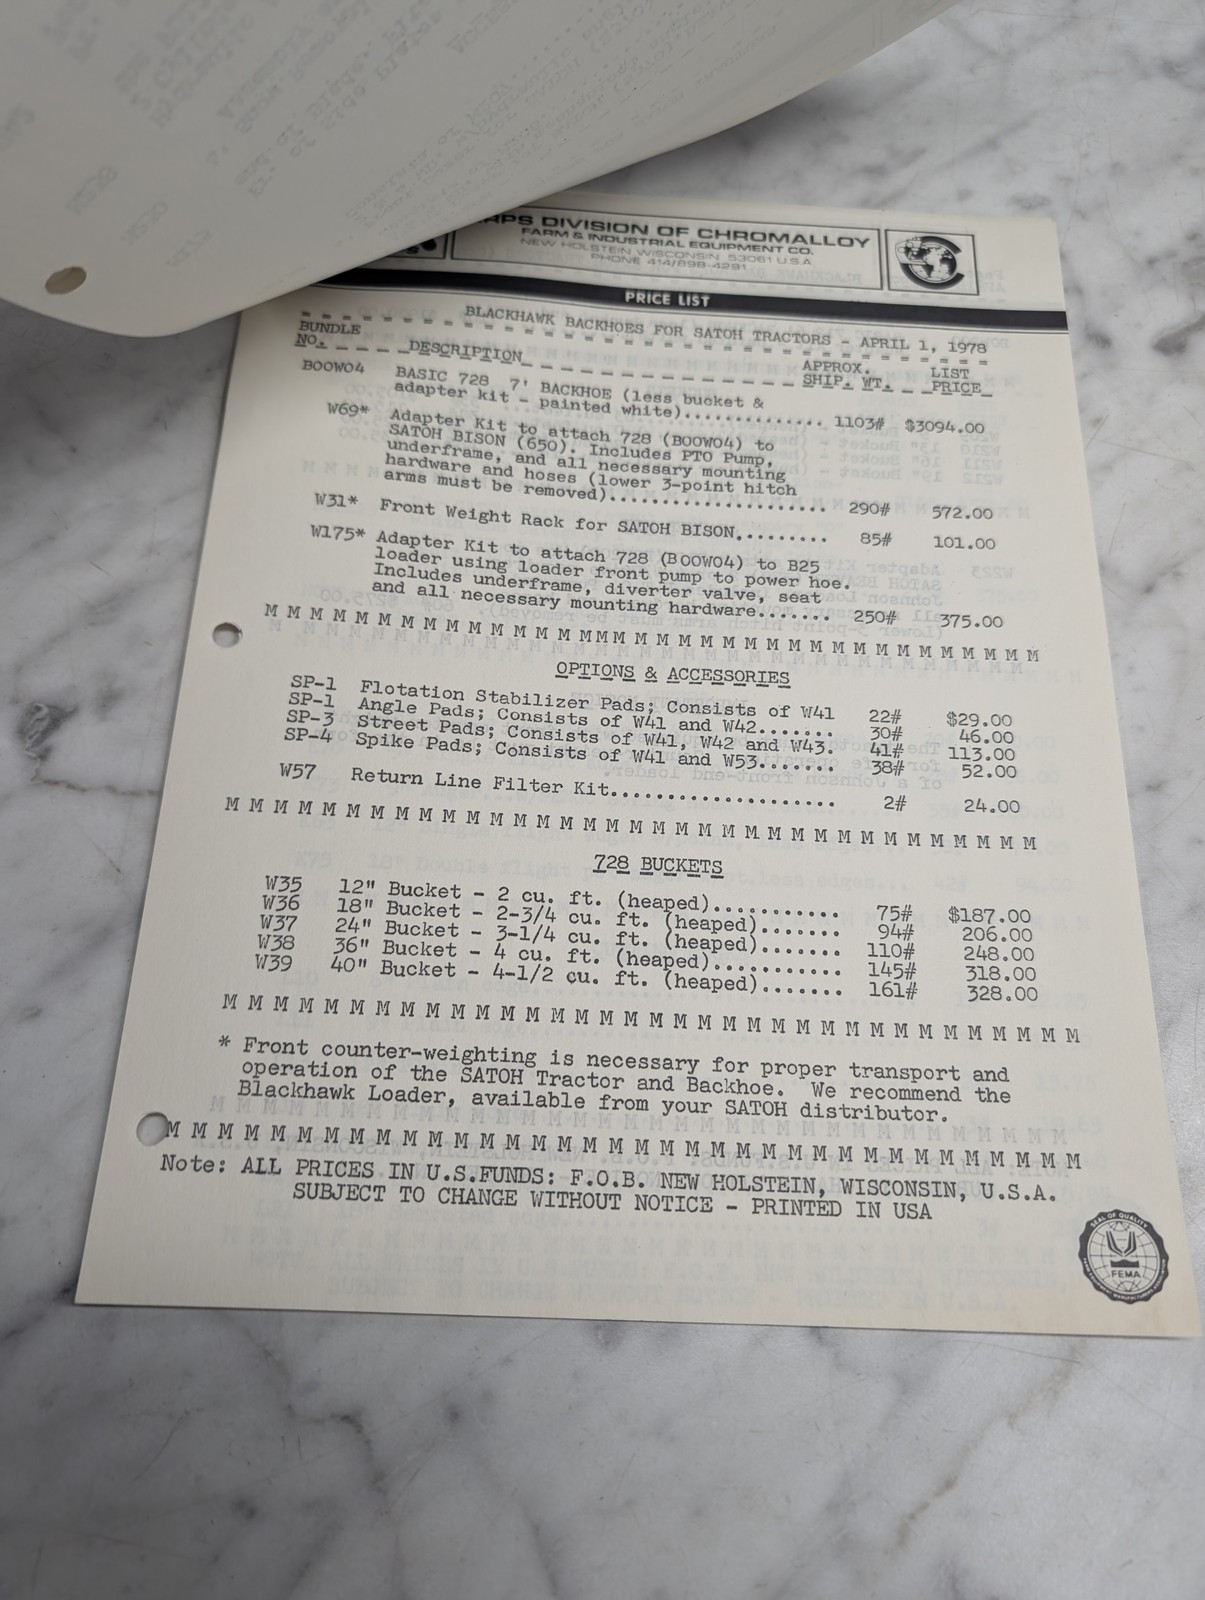 DIVISION OF CHROMALLOY
FARM & INDUSTRIAL EQUIPMENT CO.
NEW HOLSTEIN WISCONSIN 53061 U.S.A.
PHONE 414/898-4291
PRICE LIST
BLACKHAWK BACKHOES FOR SATOH TRACTORS - APRIL 1, 1978
BUNDLE NO. DESCRIPTION APPROX. SHIP. WT. LIST PRICE
B00W04 BASIC 728 7' BACKHOE (less bucket &
adapter kit - painted white).............. 1103# $3094.00
W69* Adapter Kit to attach 728 (B00W04) to
SATOH BISON (650). Includes PTO Pump,
underframe, and all necessary mounting
hardware and hoses (lower 3-point hitch
arms must be removed)...................... 290# 572.00
W31* Front Weight Rack for SATOH BISON......... 85# 101.00
W175* Adapter Kit to attach 728 (B00W04) to B25
loader using loader front pump to power hoe.
Includes underframe, diverter valve, seat
and all necessary mounting hardware....... 250# 375.00
M M M M M M M M M M M M M M MMM M M M M M M M M M M M M M M M M M M
OPTIONS & ACCESSORIES
SP-1 Flotation Stabilizer Pads; Consists of W41 22# $29.00
SP-1 Angle Pads; Consists of W41 and W42....... 30# 46.00
SP-3 Street Pads; Consists of W41, W42 and W43. 41# 113.00
SP-4 Spike Pads; Consists of W41 and W53....... 38# 52.00
W57 Return Line Filter Kit..................... 2# 24.00
M M M M M M M M M M M M M M M M M M M M M M M M M M M M M M M M M M M
728 BUCKETS
W35 12" Bucket - 2 cu. ft. (heaped)........... 75# $187.00
W36 18" Bucket - 2-3/4 cu. ft. (heaped)....... 94# 206.00
W37 24" Bucket - 3-1/4 cu. ft. (heaped)....... 110# 248.00
W38 36" Bucket - 4 cu. ft. (heaped)........... 145# 318.00
W39 40" Bucket - 4-1/2 cu. ft. (heaped)....... 161# 328.00
M M M M M M M M M M M M M M M M M M M M M M M M M M M M M M M M M M
* Front counter-weighting is necessary for proper transport and
operation of the SATOH Tractor and Backhoe. We recommend the
Blackhawk Loader, available from your SATOH distributor.
M M M M M M M M M M M M M M M M M M M M M M M M M M M M M M M M M M M
Note: ALL PRICES IN U.S.FUNDS: F.O.B. NEW HOLSTEIN, WISCONSIN, U.S.A.
SUBJECT TO CHANGE WITHOUT NOTICE - PRINTED IN USA
SEAL OF QUALITY
FEMA